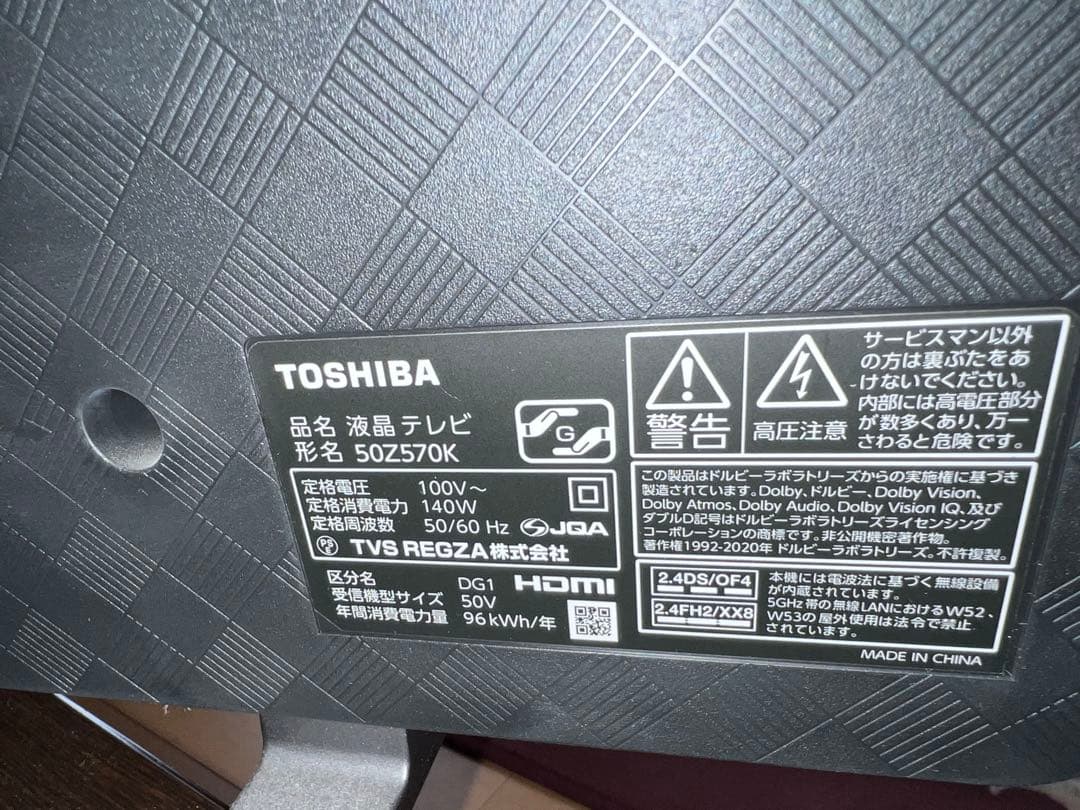 TOSHIBA
品名 液晶テレビ
形名 50Z570K
G
定格電圧 100V～
定格消費電力 140W
定格周波数 50/60 Hz
JQA
PS E TVS REGZA株式会社
区分名 DG1
HDMI
受信機型サイズ 50V
年間消費電力量 96kWh/年
警告
高圧注意
サービスマン以外
の方は裏ぶたをあ
けないでください。
内部には高電圧部分
が数多くあり、万一
さわると危険です。
この製品はドルビーラボラトリーズからの実施権に基づき
製造されています。Dolby、ドルビー、Dolby Vision、
Dolby Atmos、Dolby Audio、Dolby Vision IQ、及び
ダブルD記号はドルビーラボラトリーズライセンシング
コーポレーションの商標です。非公開機密著作物。
著作権1992-2020年 ドルビーラボラトリーズ。不許複製。
2.4DS/OF4
2.4FH2/XX8
本機には電波法に基づく無線設備
が内蔵されています。
5GHz 帯の無線LANにおけるW52、
W53の屋外使用は法令で禁止
されています。
MADE IN CHINA